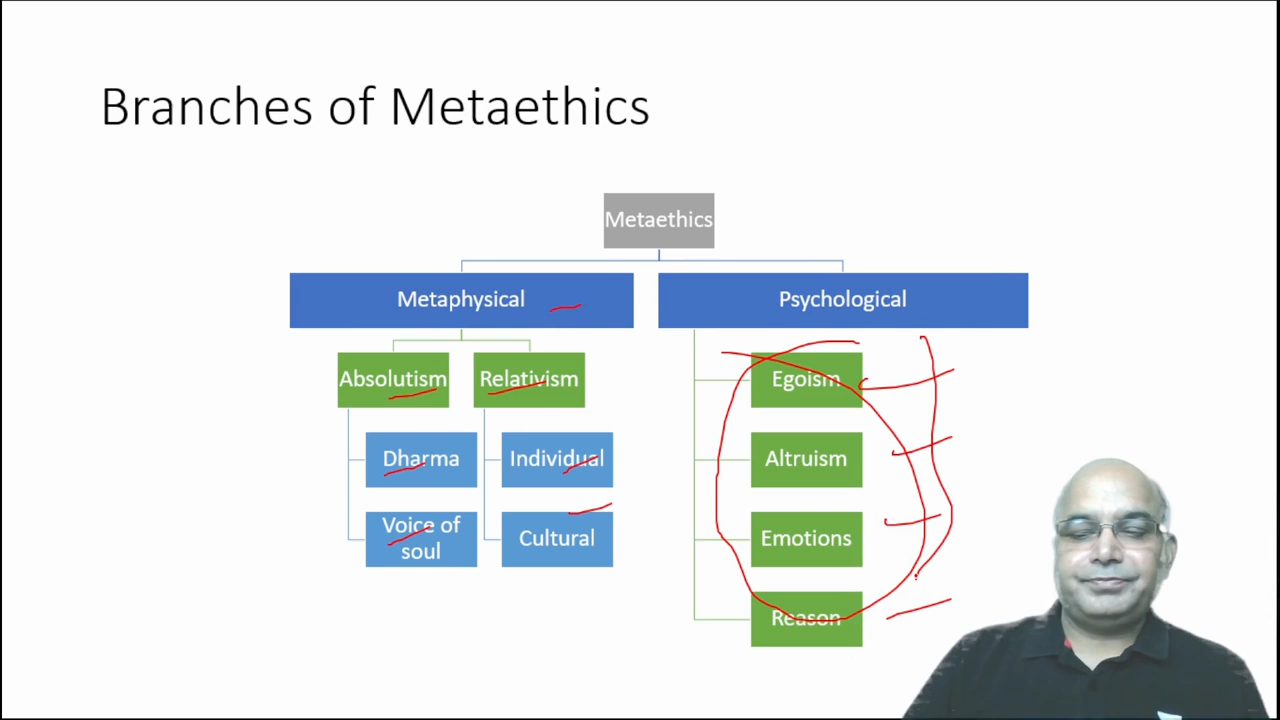 Branches of Metaethics
Metaethics
Metaphysical
Psychological
Absolutism
Relativism
Egoism
Dharma
Individual
Altruism
Voice of
soul
Cultural
Emotions
Reason